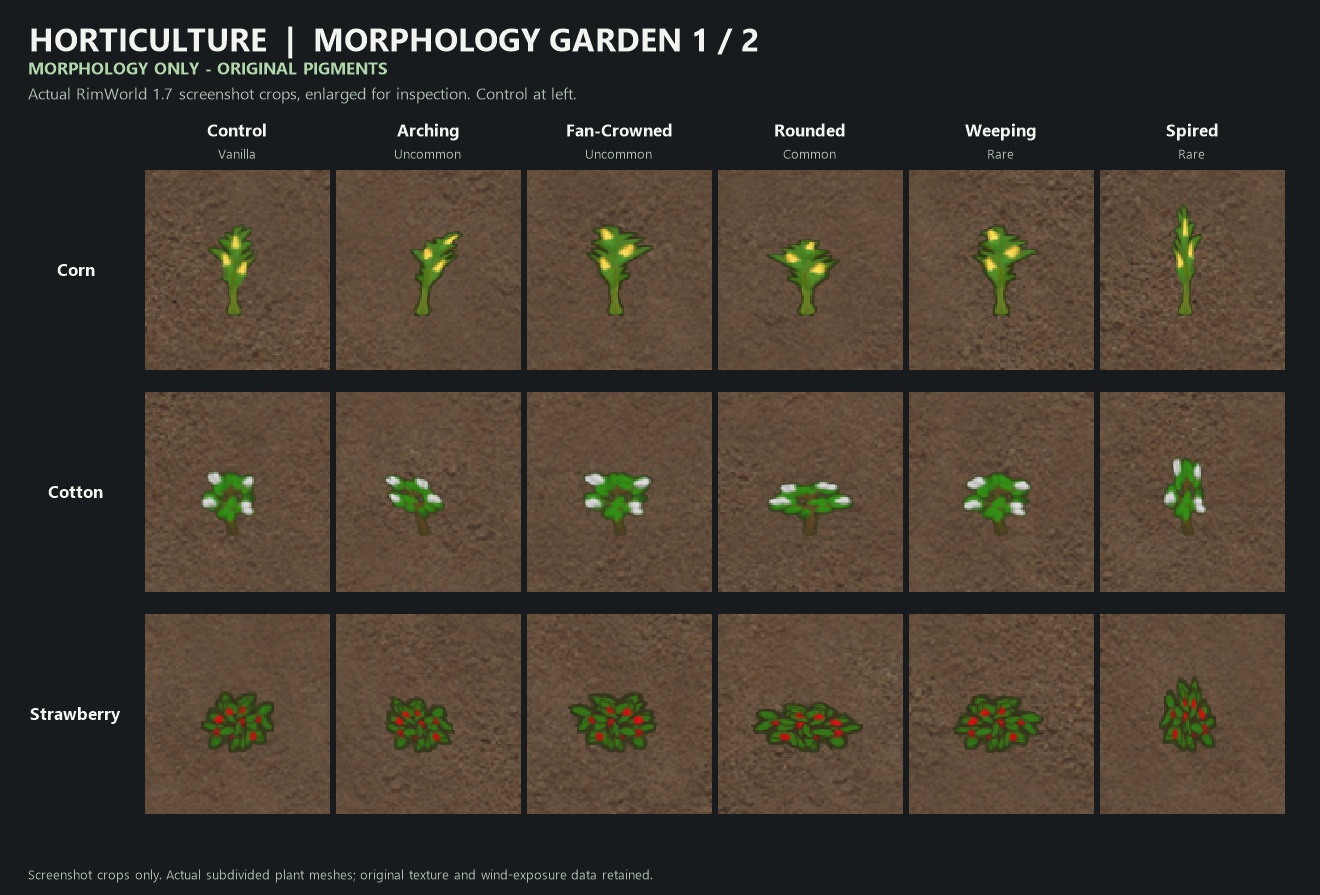 HORTICULTURE | MORPHOLOGY GARDEN 1 / 2
MORPHOLOGY ONLY - ORIGINAL PIGMENTS
Actual RimWorld 1.7 screenshot crops, enlarged for inspection. Control at left.
Control Arching Fan-Crowned Rounded Weeping Spired
Vanilla Uncommon Uncommon Common Rare Rare
Corn
Cotton
Strawberry
Screenshot crops only. Actual subdivided plant meshes; original texture and wind-exposure data retained.